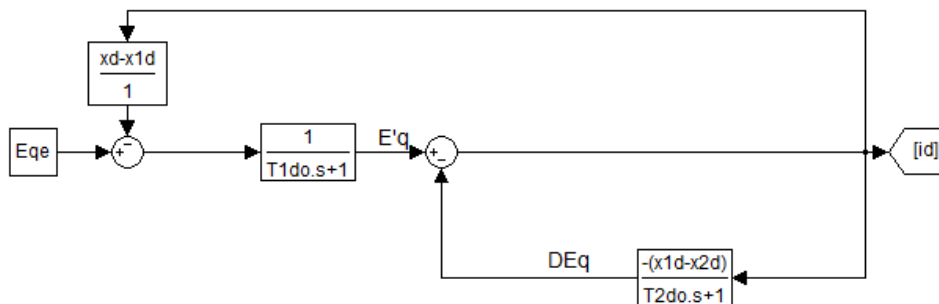 xd-x1d
1
Eqe
+
-
1
T1do.s+1
E'q
+
-
[id]
DEq
-(x1d-x2d)
T2do.s+1